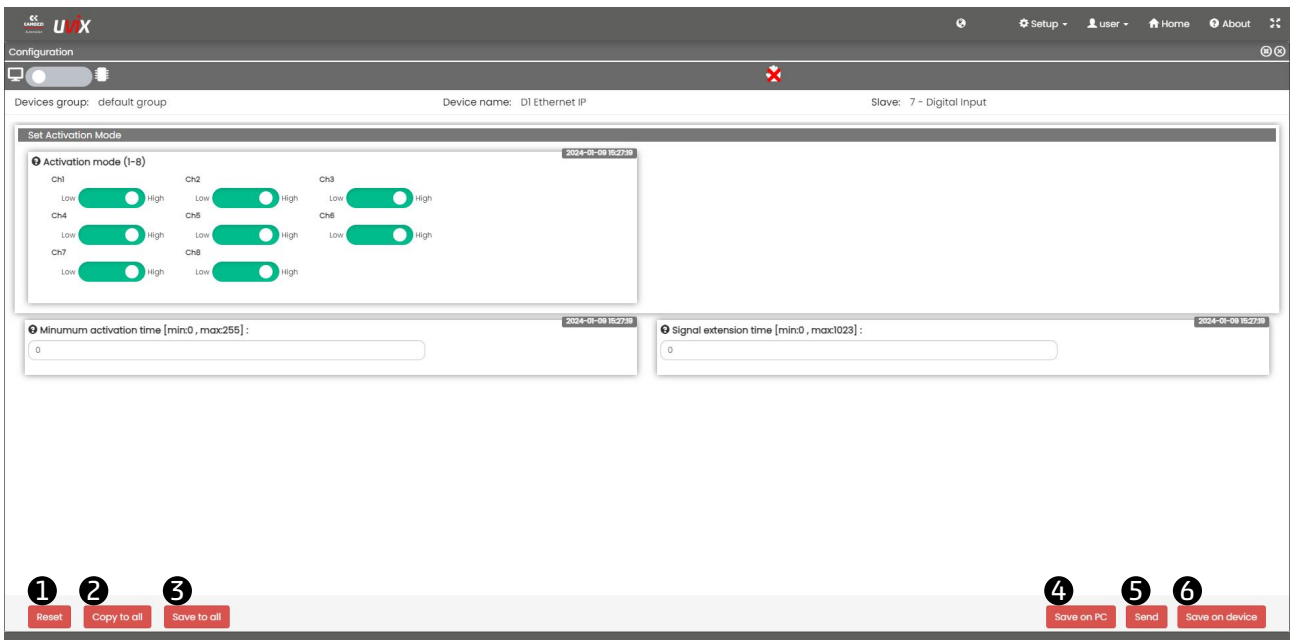 CAMOZZI
UVIX
Setup user Home About
Configuration
Devices group: default group Device name: D1 Ethernet IP Slave: 7 - Digital Input
Set Activation Mode
2024-01-09 15:27:19
Activation mode (1-8)
Ch1 Ch2 Ch3
Low High Low High Low High
Ch4 Ch5 Ch6
Low High Low High Low High
Ch7 Ch8
Low High Low High
2024-01-09 15:27:19 2024-01-09 15:27:19
Minumum activation time [min:0 , max:255] : Signal extension time [min:0 , max:1023] :
0 0
1 2 3 4 5 6
Reset Copy to all Save to all Save on PC Send Save on device